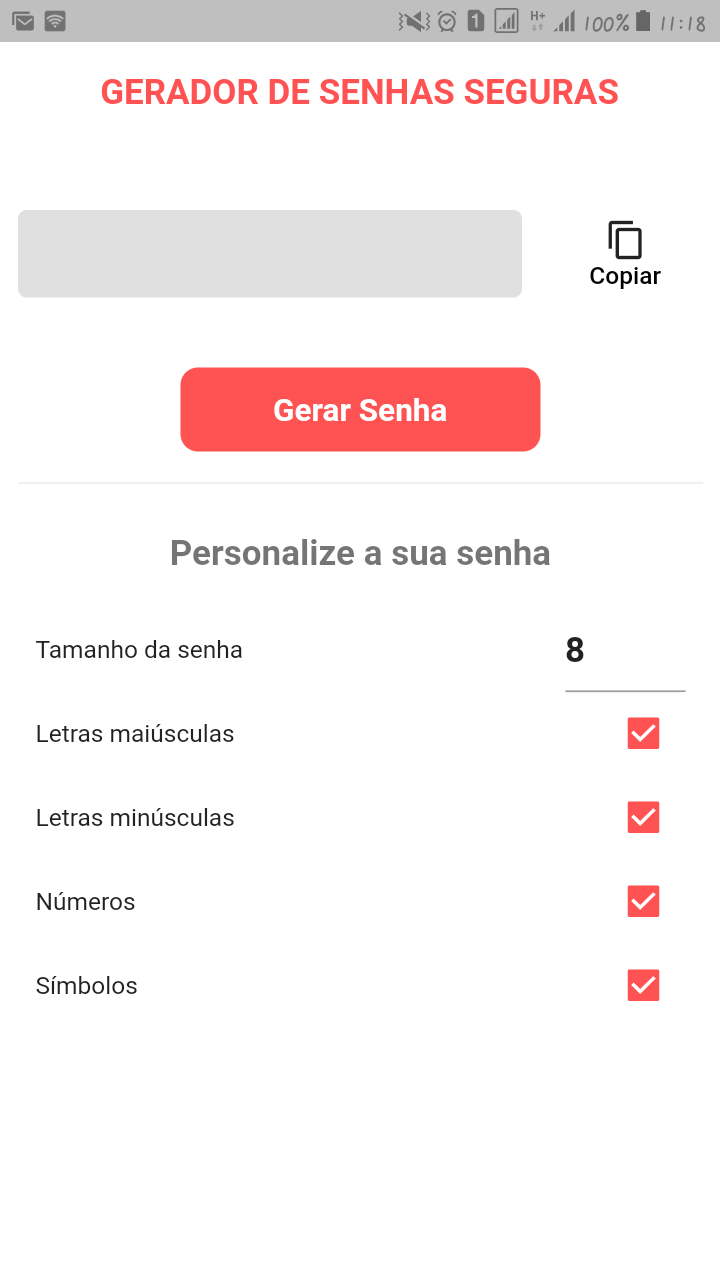 1 H+ 100% 11:18
GERADOR DE SENHAS SEGURAS
Copiar
Gerar Senha
Personalize a sua senha
Tamanho da senha 8
Letras maiúsculas
Letras minúsculas
Números
Símbolos